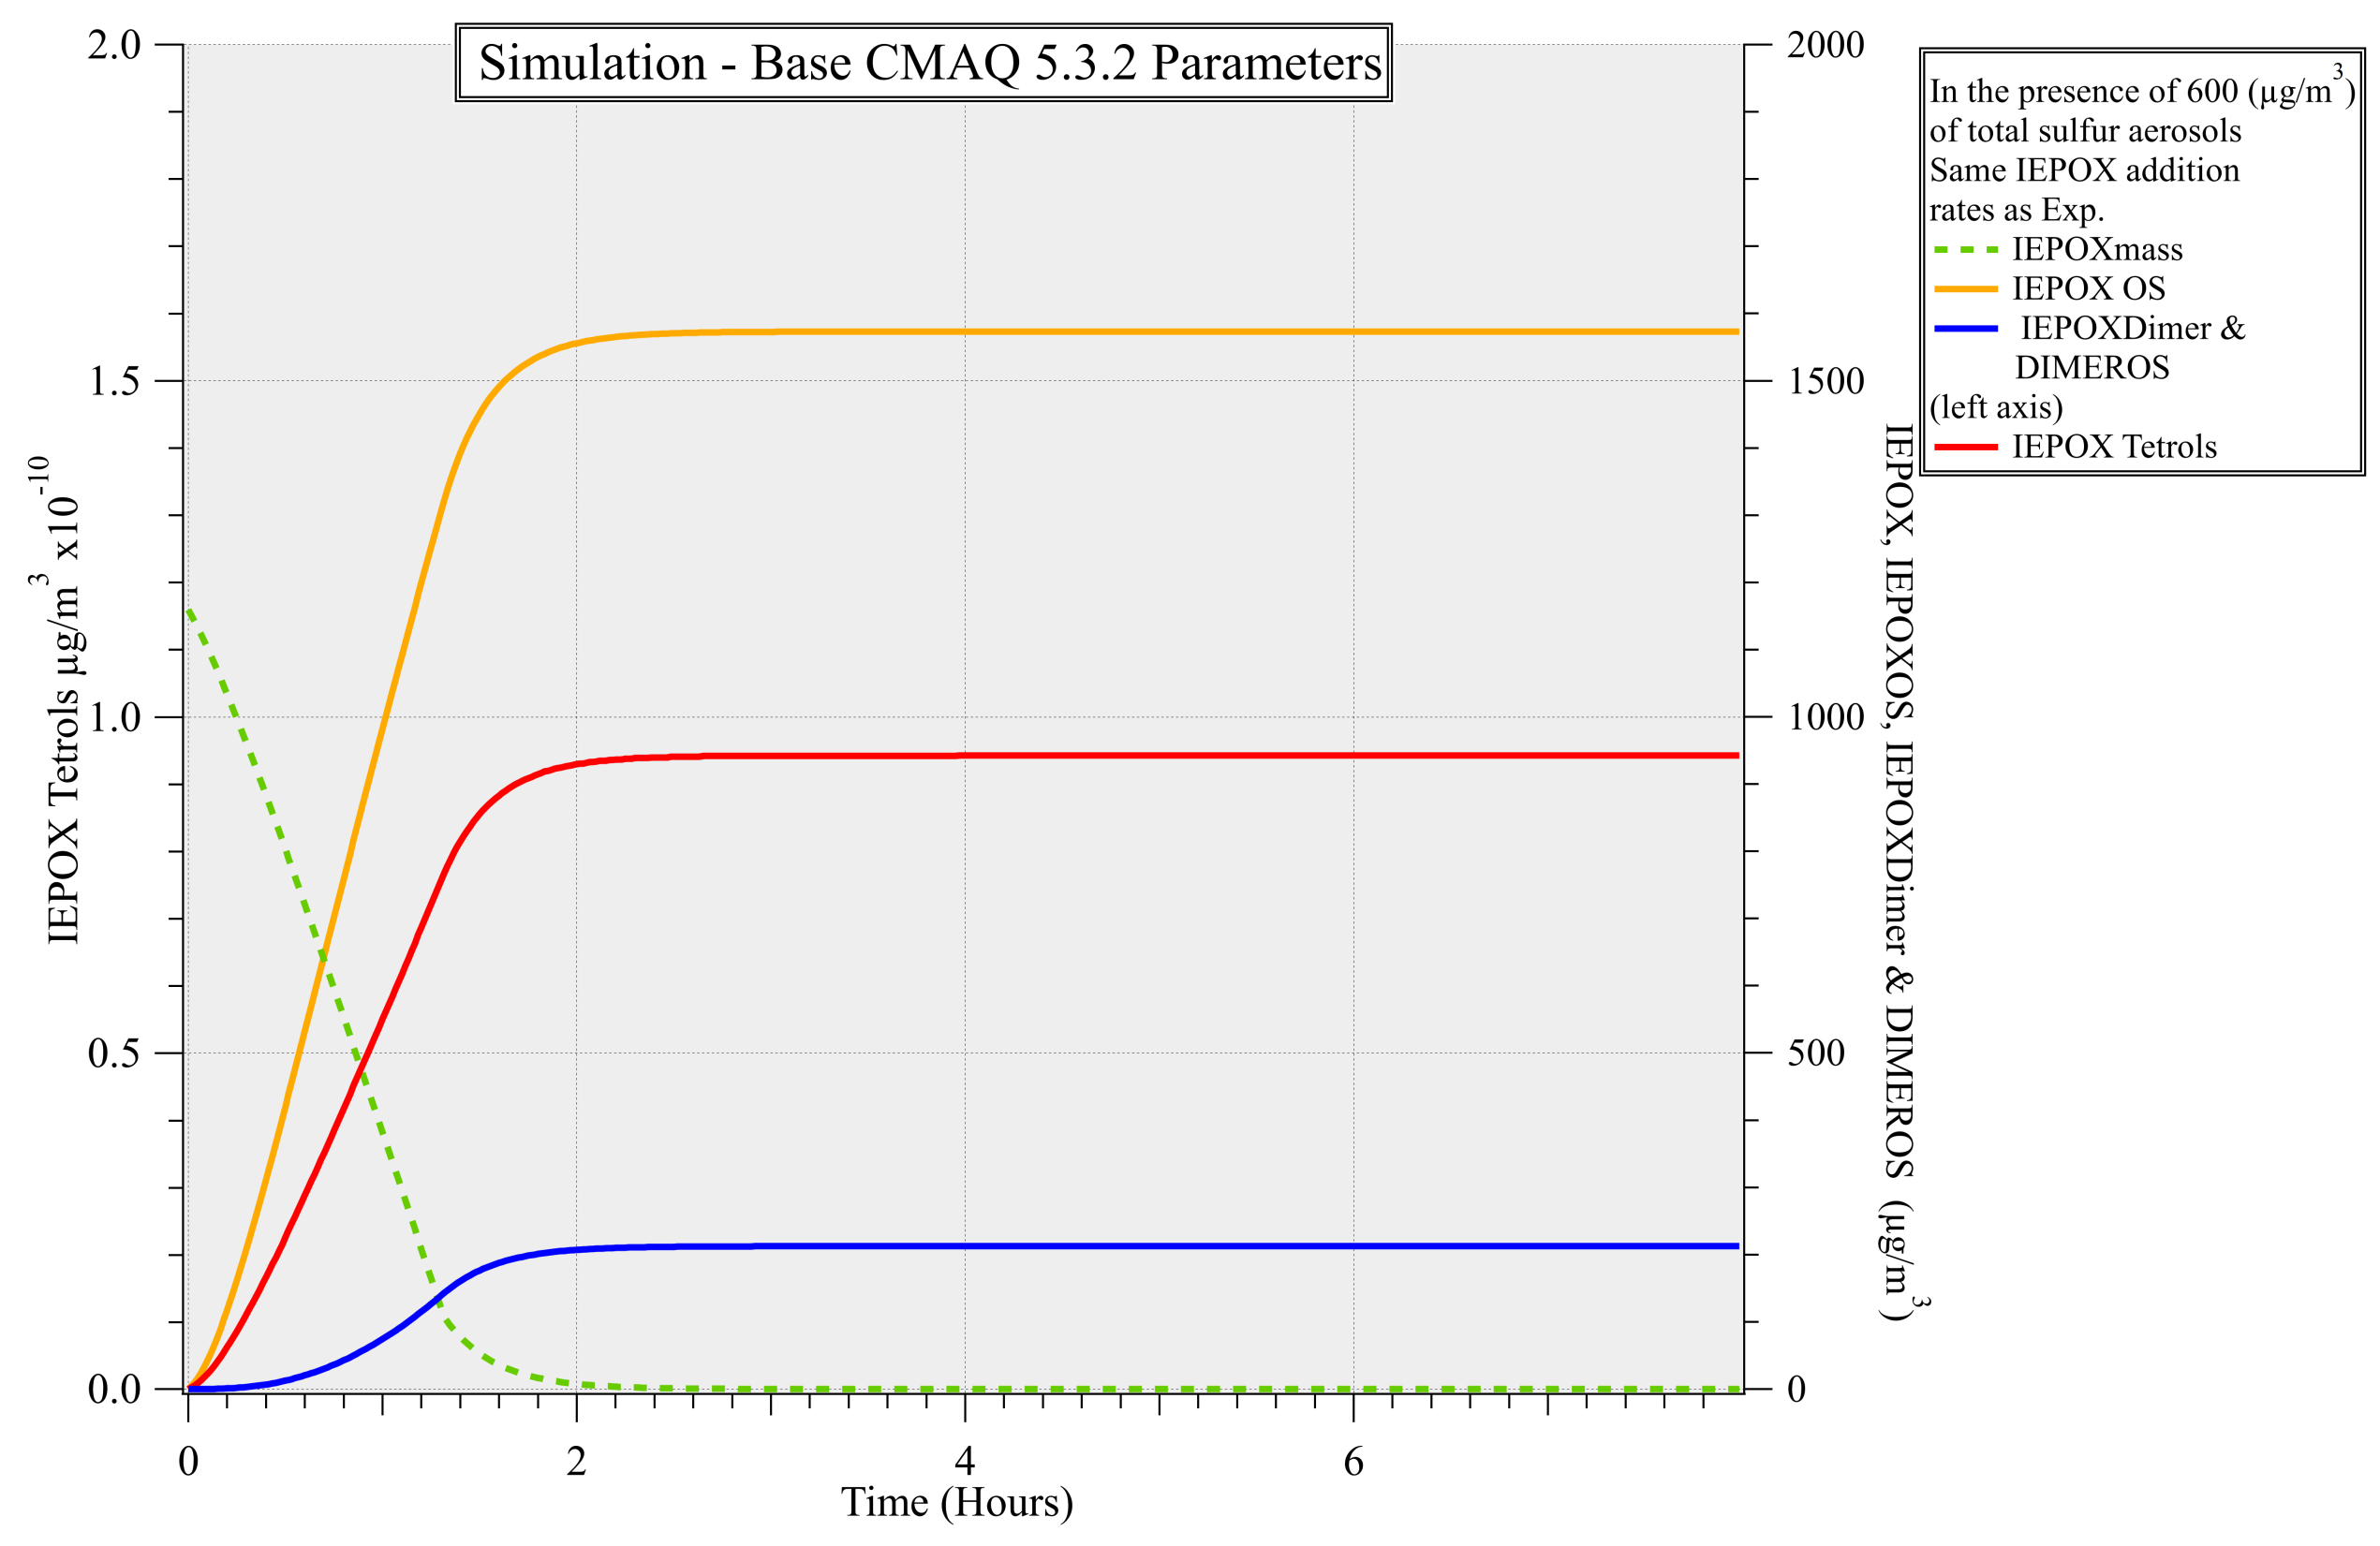 Simulation - Base CMAQ 5.3.2 Parameters
2.0
1.5
1.0
0.5
0.0
IEPOX Tetrols µg/m³ x10⁻¹⁰
2000
1500
1000
500
0
IEPOX, IEPOXOS, IEPOXDimer & DIMEROS (µg/m³)
0
2
4
6
Time (Hours)
In the presence of 600 (µg/m³)
of total sulfur aerosols
Same IEPOX addition
rates as Exp.
IEPOXmass
IEPOX OS
IEPOXDimer &
DIMEROS
(left axis)
IEPOX Tetrols